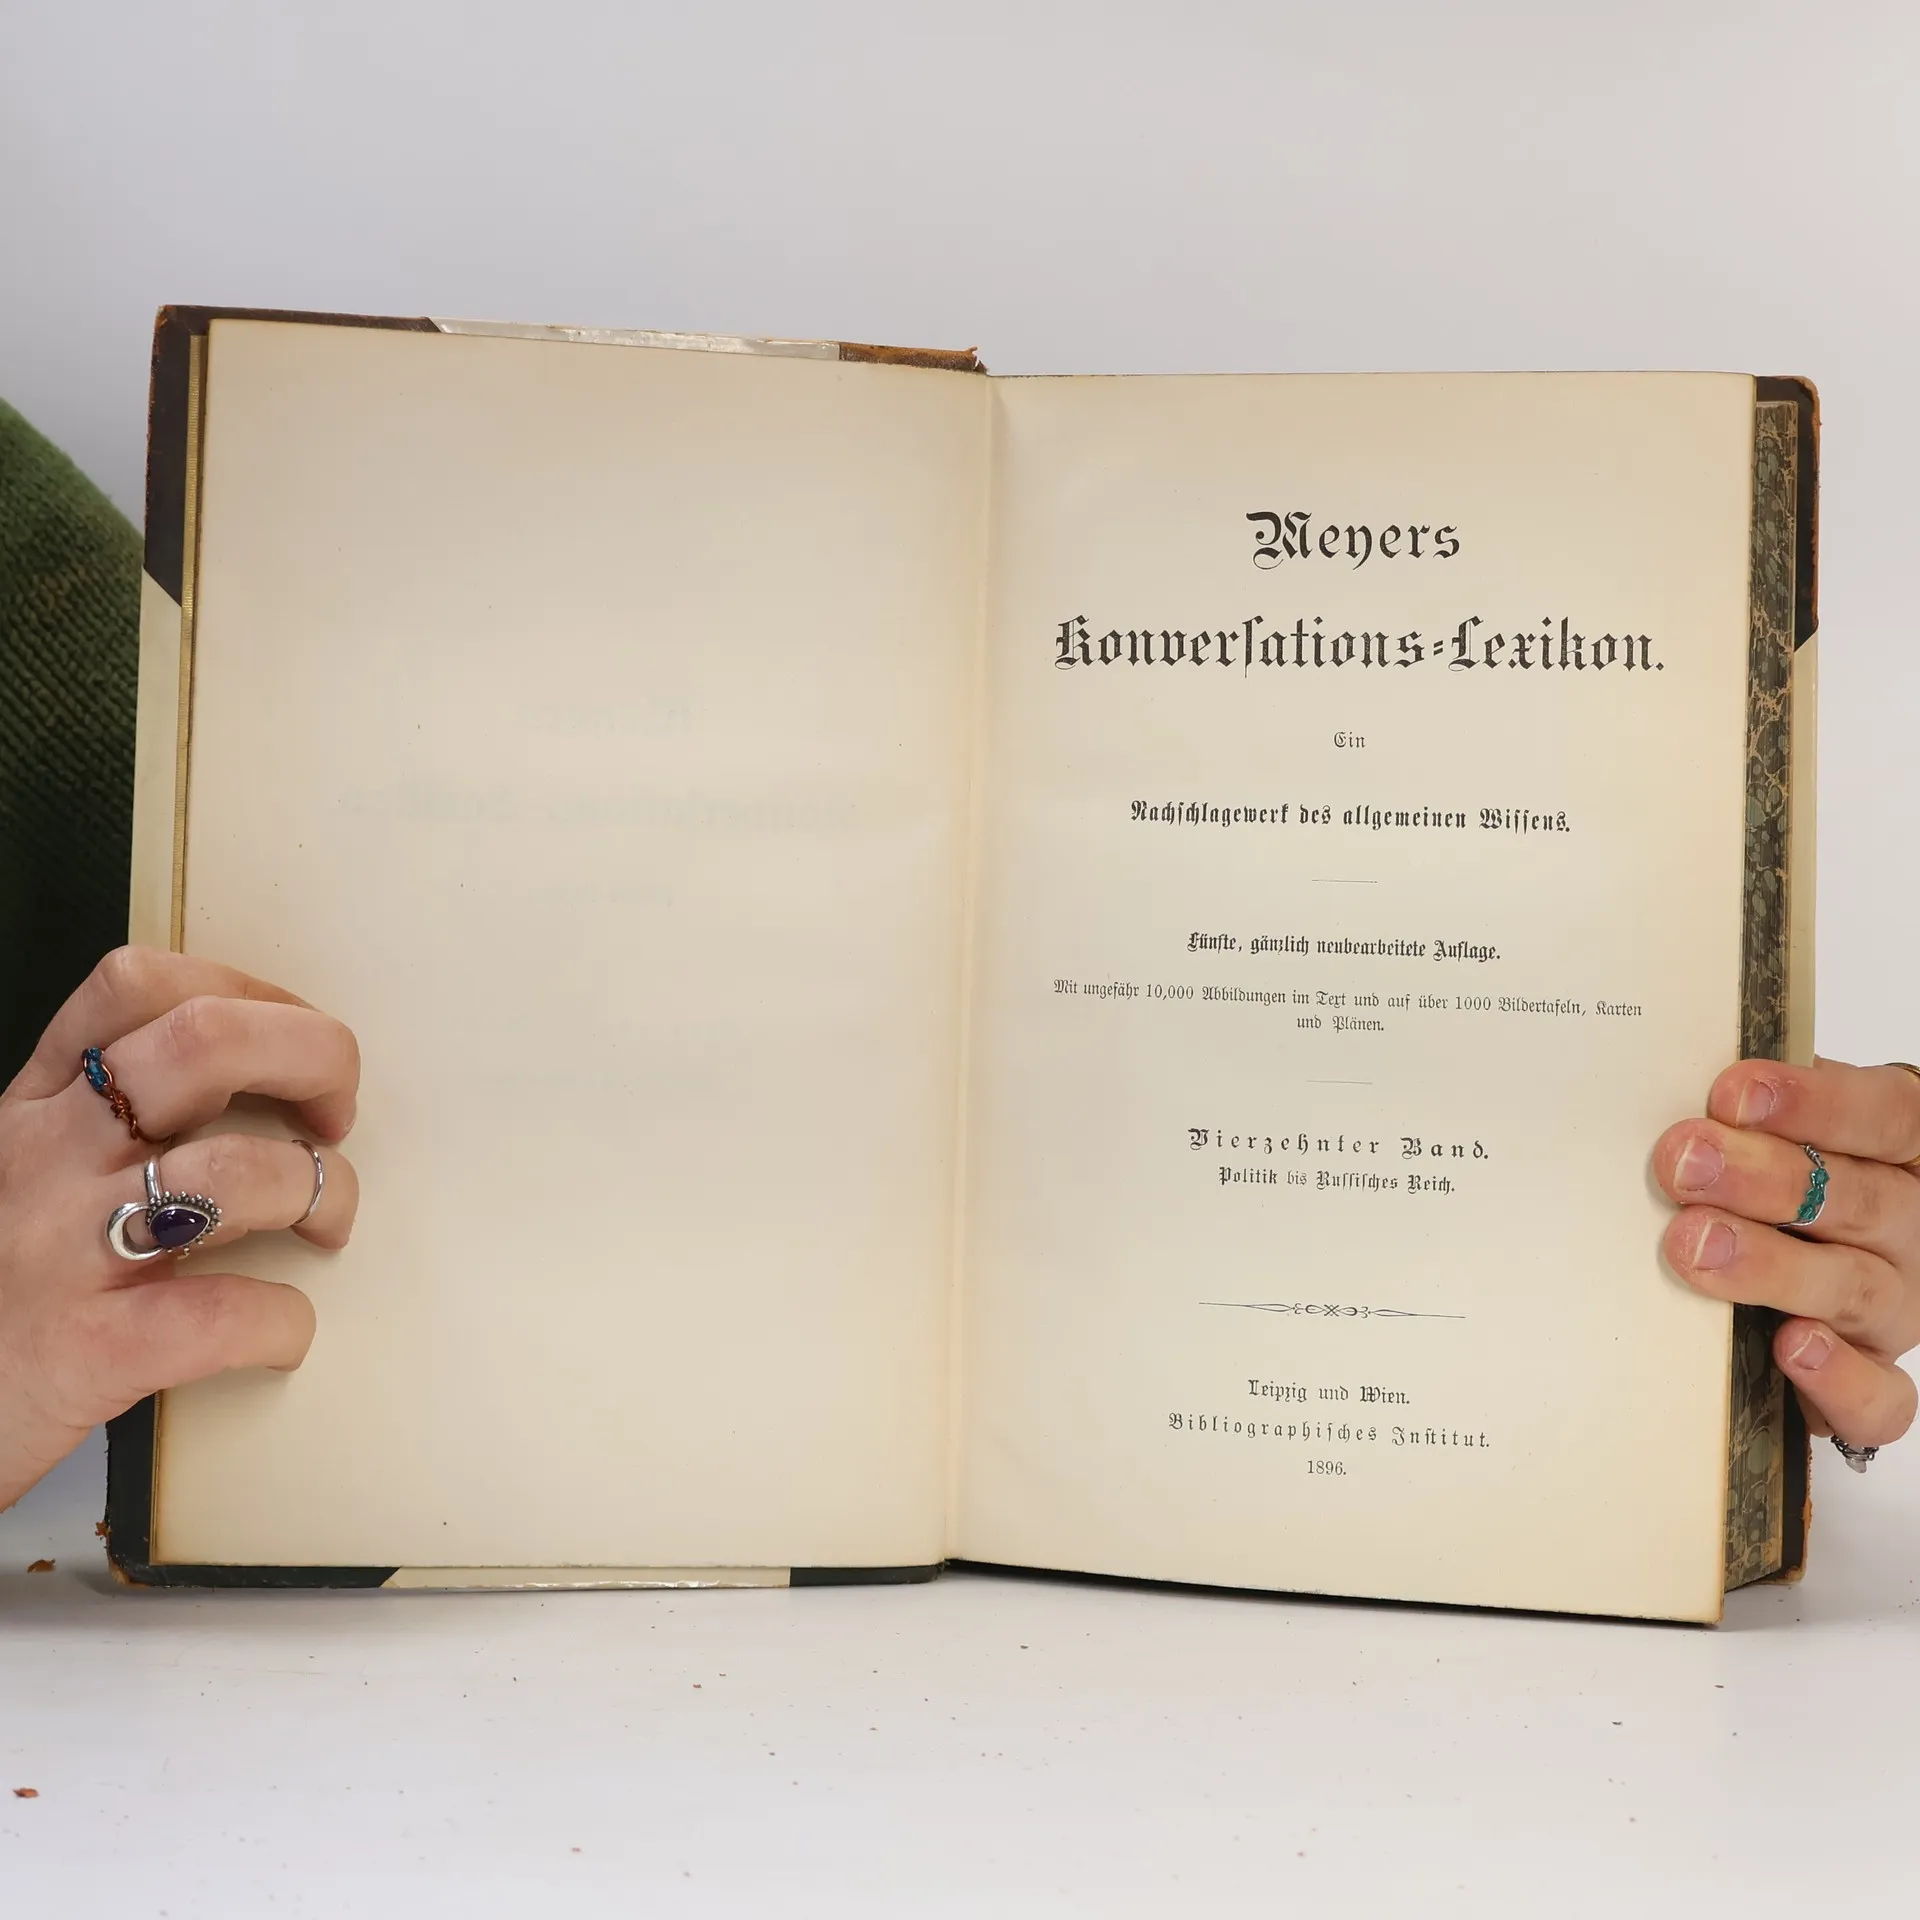 Meyers
Konverſations-Lexikon.
Ein
Nachſchlagewerk des allgemeinen Wiſſens.
Fünfte, gänzlich neubearbeitete Auflage.
Mit ungefähr 10,000 Abbildungen im Text und auf über 1000 Bildertafeln, Karten
und Plänen.
Vierzehnter Band.
Politik bis Ruſſiſches Reich.
Leipzig und Wien.
Bibliographiſches Inſtitut.
1896.